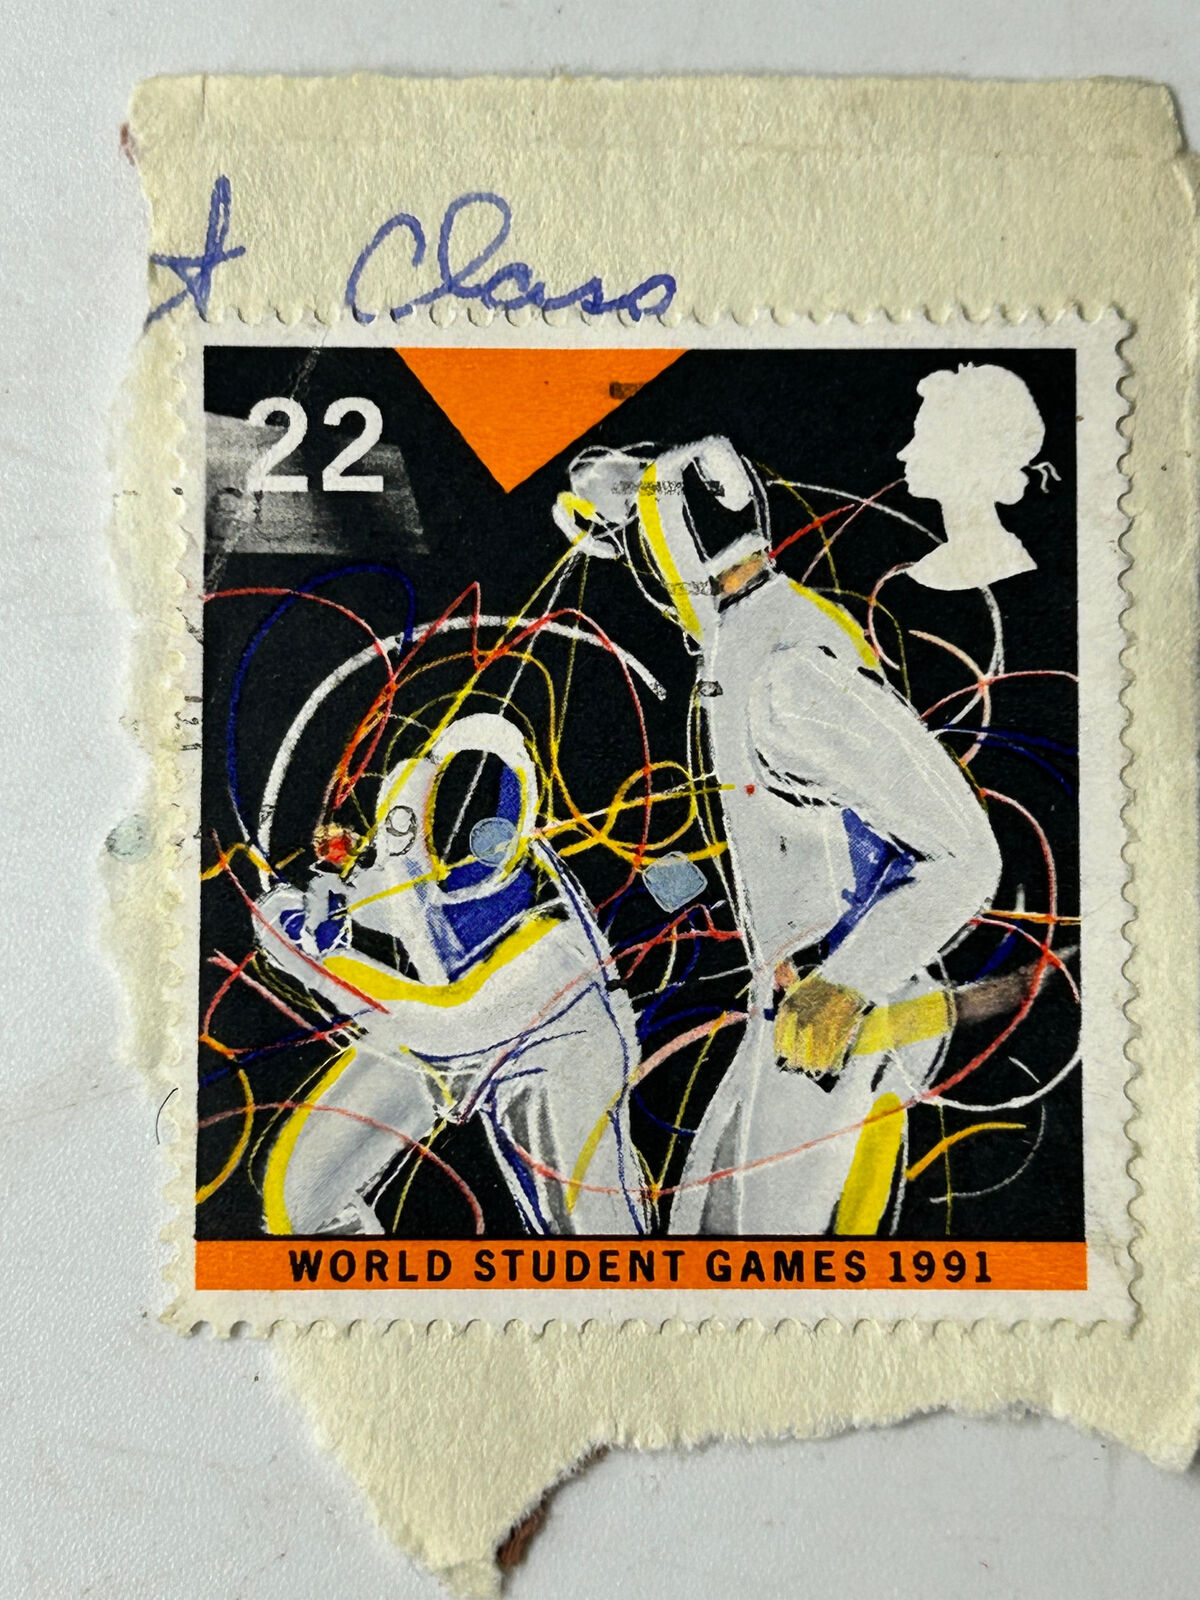 t Class
22
WORLD STUDENT GAMES 1991